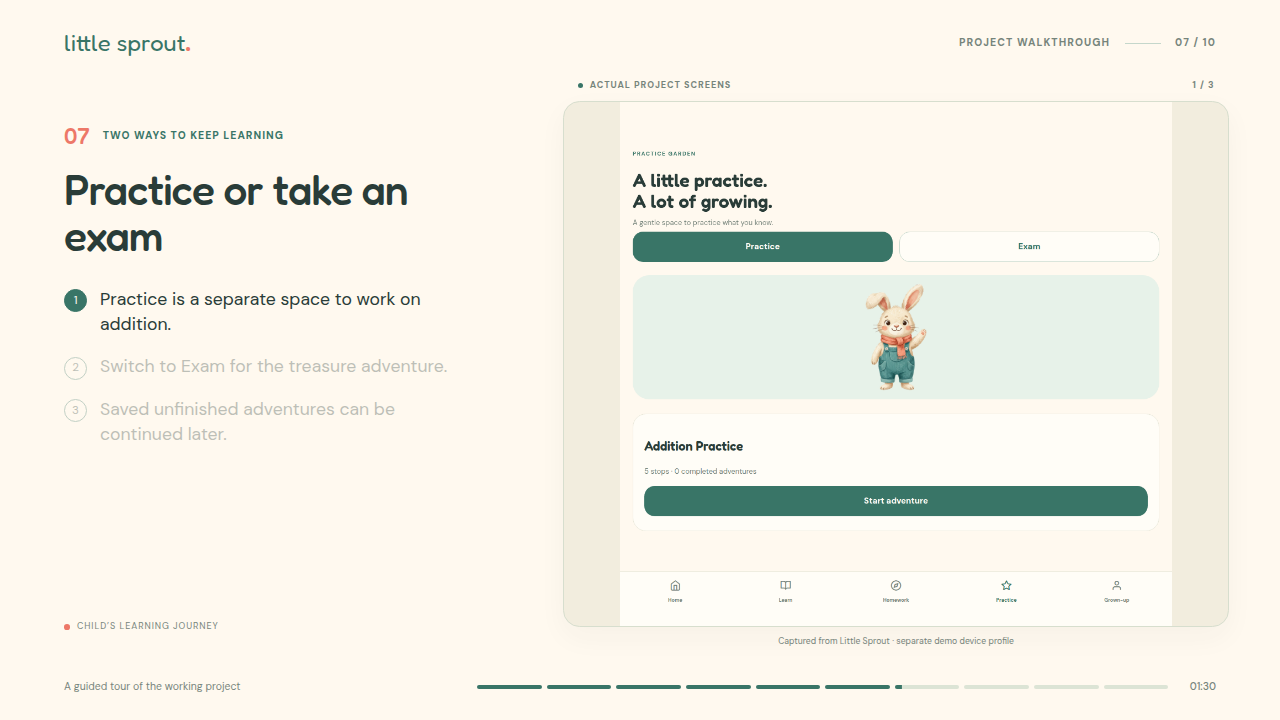 little sprout.
PROJECT WALKTHROUGH
07 / 10
ACTUAL PROJECT SCREENS
1 / 3
07
TWO WAYS TO KEEP LEARNING
Practice or take an
exam
1
Practice is a separate space to work on
addition.
2
Switch to Exam for the treasure adventure.
3
Saved unfinished adventures can be
continued later.
PRACTICE GARDEN
A little practice.
A lot of growing.
A gentle space to practice what you know.
Practice
Exam
Addition Practice
5 stops · 0 completed adventures
Start adventure
Home
Learn
Homework
Practice
Grown-up
CHILD'S LEARNING JOURNEY
Captured from Little Sprout · separate demo device profile
A guided tour of the working project
01:30